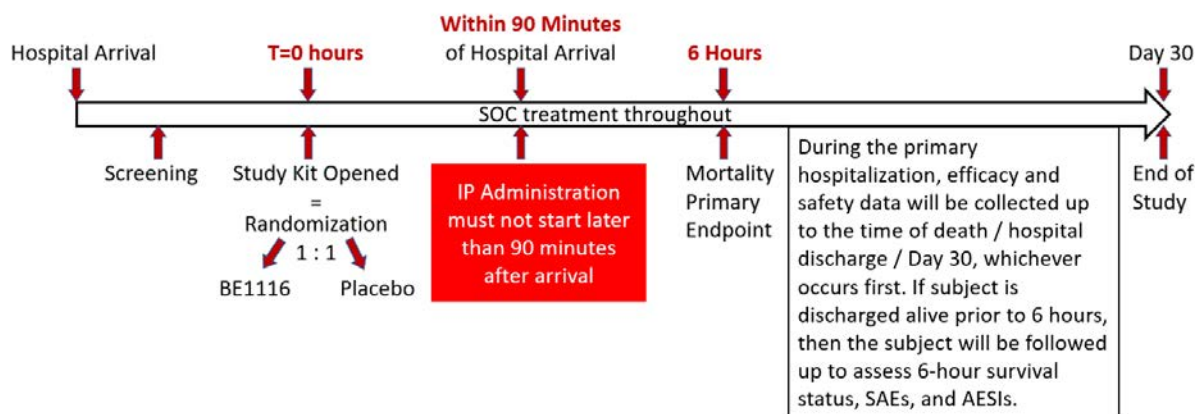 Hospital Arrival
T=0 hours
Within 90 Minutes
of Hospital Arrival
6 Hours
Day 30
SOC treatment throughout
Screening
Study Kit Opened
=
Randomization
1 : 1
BE1116
Placebo
IP Administration
must not start later
than 90 minutes
after arrival
Mortality
Primary
Endpoint
During the primary
hospitalization, efficacy and
safety data will be collected up
to the time of death / hospital
discharge / Day 30, whichever
occurs first. If subject is
discharged alive prior to 6 hours,
then the subject will be followed
up to assess 6-hour survival
status, SAEs, and AESIs.
End of
Study